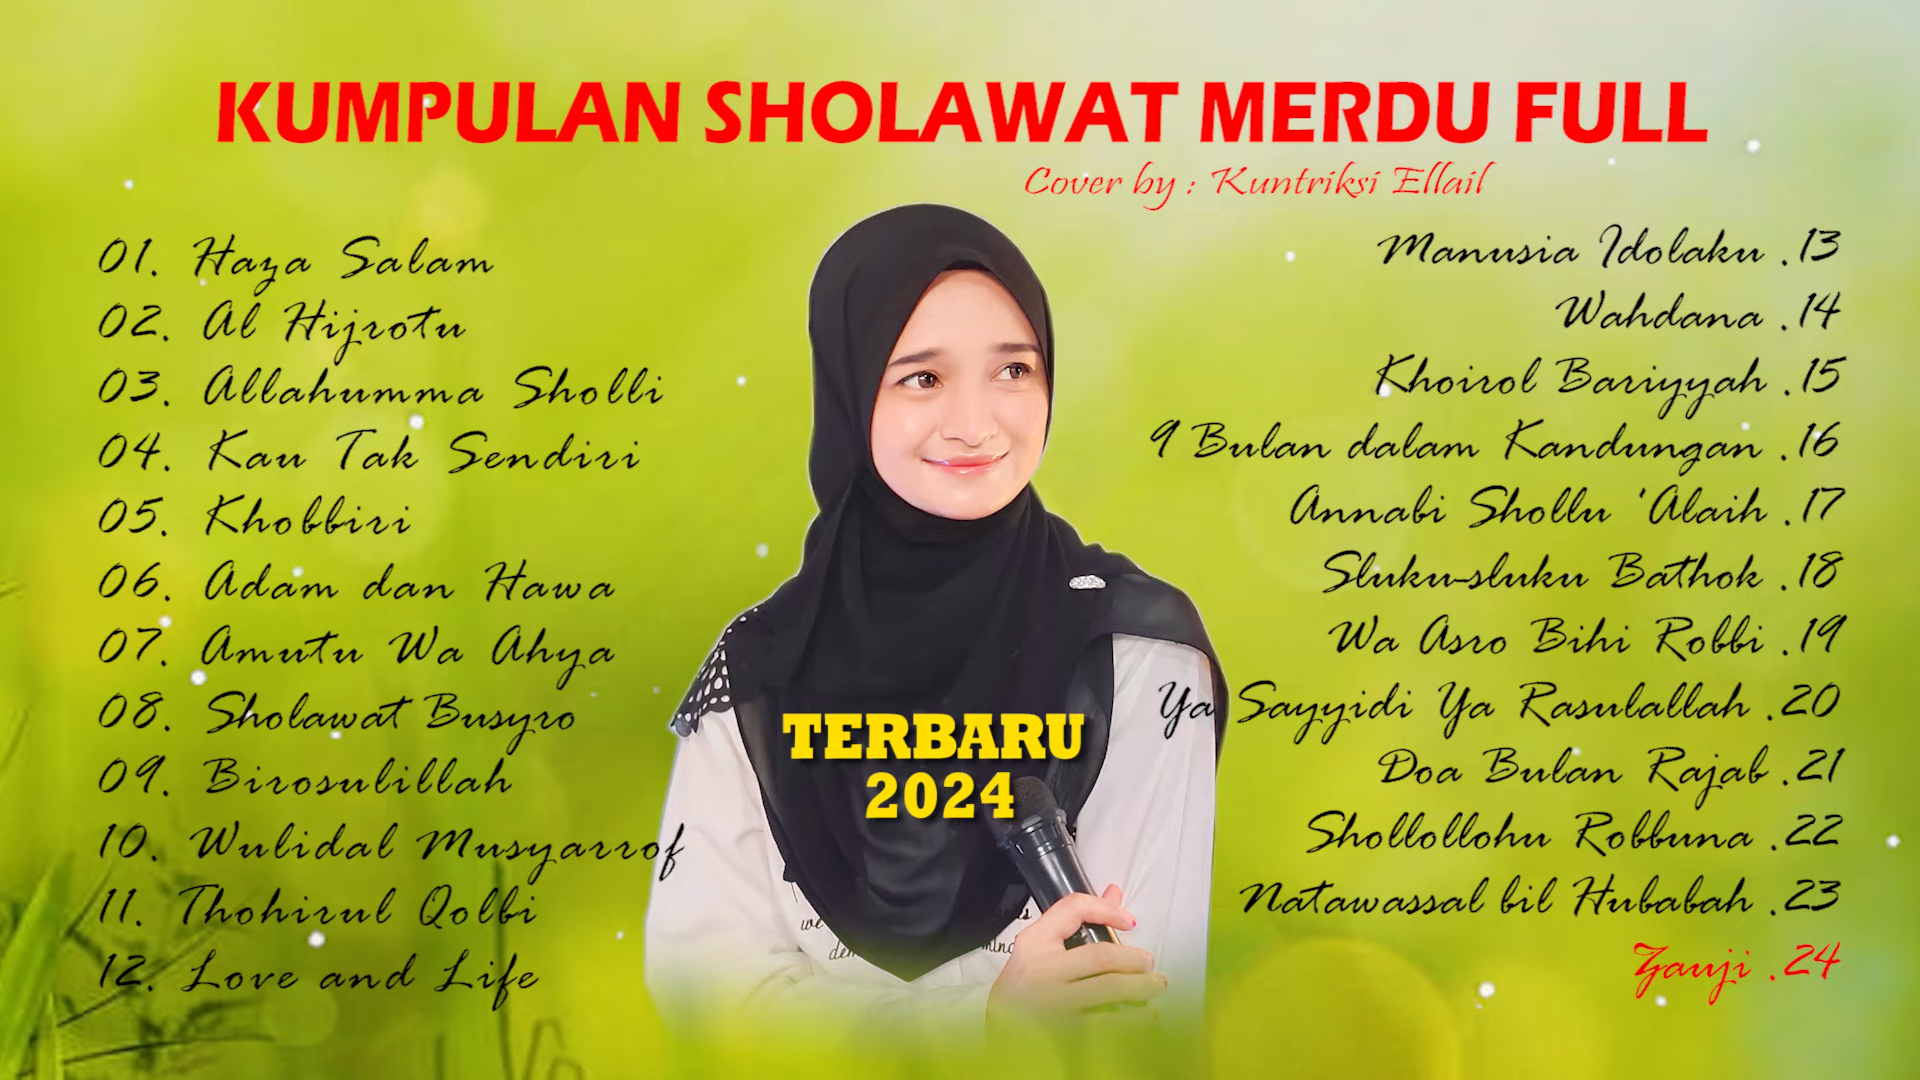 KUMPULAN SHOLAWAT MERDU FULL
Cover by : Kuntriksi Ellail
01. Haza Salam
02. Al Hijrotu
03. Allahumma Sholli
04. Kau Tak Sendiri
05. Khobbiri
06. Adam dan Hawa
07. Amutu Wa Ahya
08. Sholawat Busyro
09. Birosulillah
10. Wulidal Musyarrof
11. Thohirul Qolbi
12. Love and Life
Manusia Idolaku .13
Wahdana .14
Khoirol Bariyyah .15
9 Bulan dalam Kandungan .16
Annabi Shollu 'Alaih .17
Sluku-sluku Bathok .18
Wa Asro Bihi Robbi .19
Ya Sayyidi Ya Rasulallah .20
Doa Bulan Rajab .21
Shollollohu Robbuna .22
Natawassal bil Hubabah .23
Zauji .24
TERBARU
2024
we